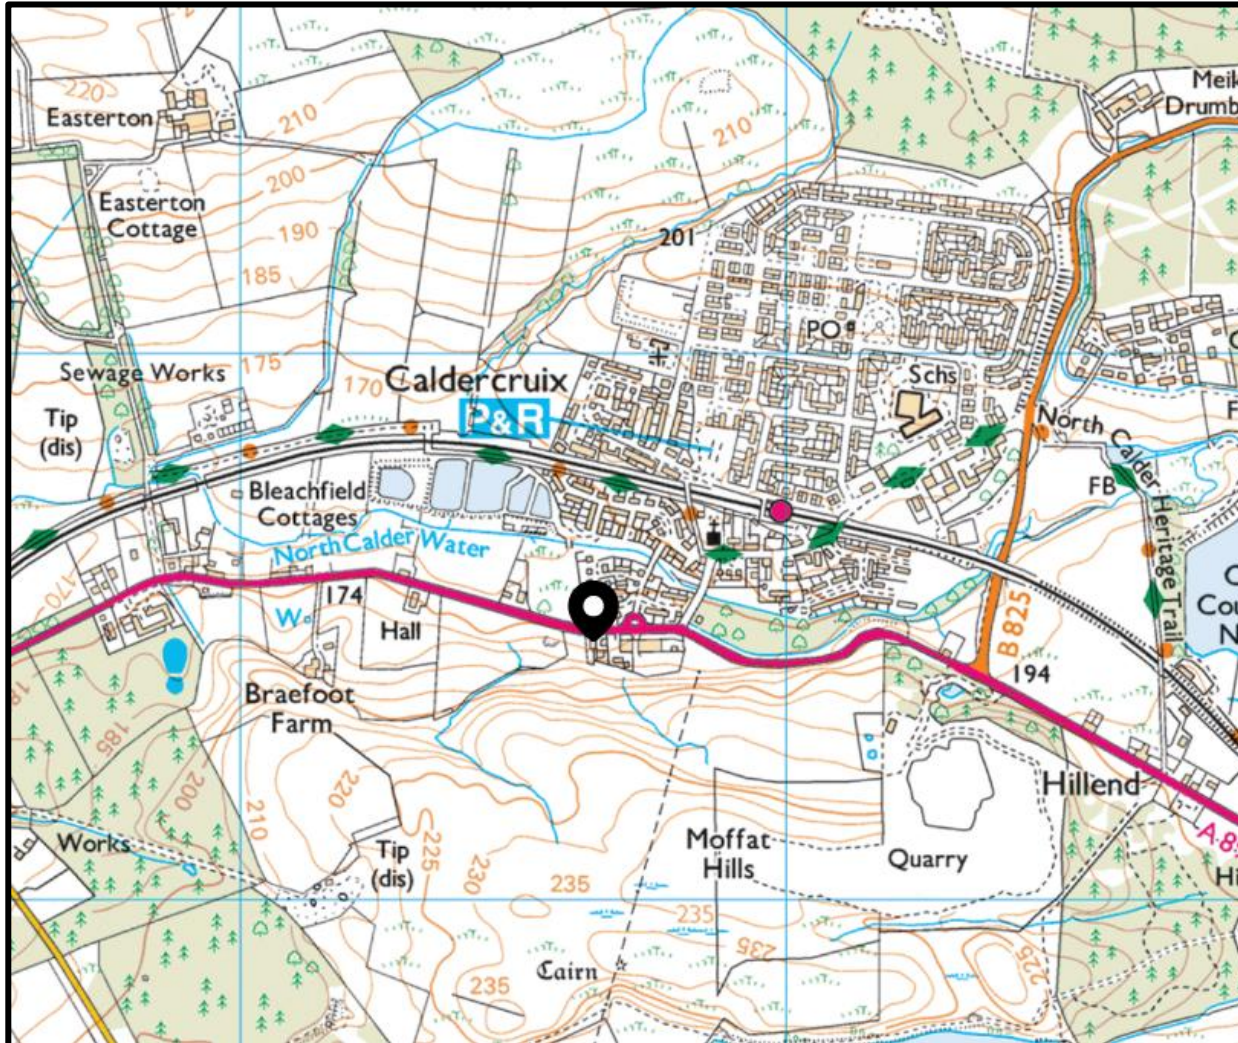 Meik
Drumb
220
Easterton
210
210
200
Easterton
Cottage
190
201
185
PO
175
Sewage Works
170
Caldercruix
Schs
P&R
Tip
(dis)
North Calder Heritage Trail
FB
Bleachfield
Cottages
North Calder Water
170
174
W
Hall
B 825
194
Braefoot
Farm
185
200
220
210
Hillend
A 8
Works
Tip
(dis)
225
230
235
Moffat
Hills
Quarry
Hi
235
235
225
Cairn
235